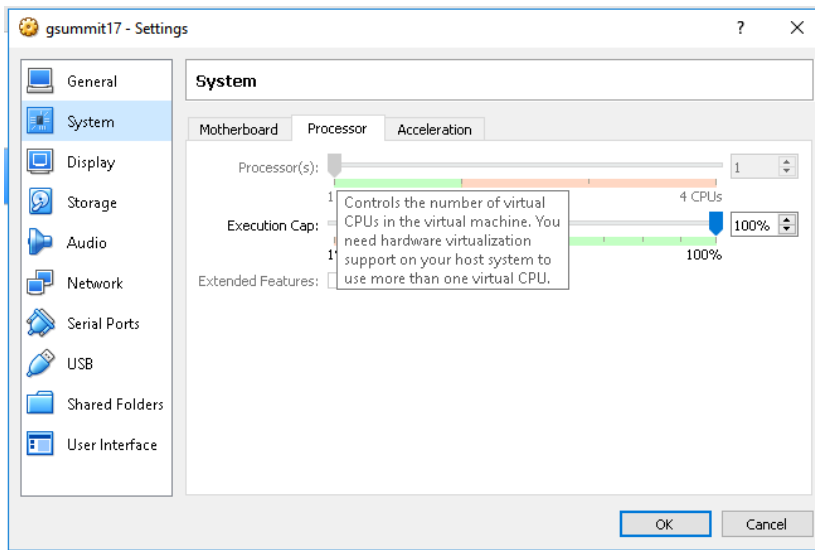 gsummit17 - Settings
?
General
System
Display
Storage
Audio
Network
Serial Ports
USB
Shared Folders
User Interface
System
Motherboard
Processor
Acceleration
Processor(s):
1
1
4 CPUs
Controls the number of virtual
CPUs in the virtual machine. You
need hardware virtualization
support on your host system to
use more than one virtual CPU.
Execution Cap:
100%
100%
Extended Features:
OK
Cancel